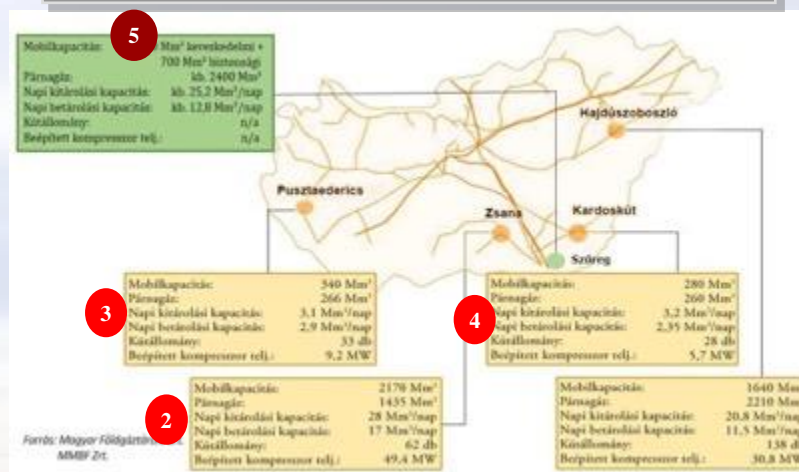 5
Mobilkapacitás: Mm³ kereskedelmi +
700 Mm³ biztonsági
Párnagáz: kb. 2400 Mm³
Napi kitárolási kapacitás: kb. 25,2 Mm³/nap
Napi betárolási kapacitás: kb. 12,8 Mm³/nap
Kútállomány: n/a
Beépített kompresszor telj.: n/a
Hajdúszoboszló
Pusztaederics
Zsana
Kardoskút
Szőreg
3
Mobilkapacitás: 340 Mm³
Párnagáz: 266 Mm³
Napi kitárolási kapacitás: 3,1 Mm³/nap
Napi betárolási kapacitás: 2,9 Mm³/nap
Kútállomány: 33 db
Beépített kompresszor telj.: 9,2 MW
4
Mobilkapacitás: 280 Mm³
Párnagáz: 260 Mm³
Napi kitárolási kapacitás: 3,2 Mm³/nap
Napi betárolási kapacitás: 2,35 Mm³/nap
Kútállomány: 28 db
Beépített kompresszor telj.: 5,7 MW
2
Mobilkapacitás: 2170 Mm³
Párnagáz: 1435 Mm³
Napi kitárolási kapacitás: 28 Mm³/nap
Napi betárolási kapacitás: 17 Mm³/nap
Kútállomány: 62 db
Beépített kompresszor telj.: 49,4 MW
Mobilkapacitás: 1640 Mm³
Párnagáz: 2210 Mm³
Napi kitárolási kapacitás: 20,8 Mm³/nap
Napi betárolási kapacitás: 11,5 Mm³/nap
Kútállomány: 138 db
Beépített kompresszor telj.: 30,8 MW
Forrás: Magyar
MMBF Zrt.